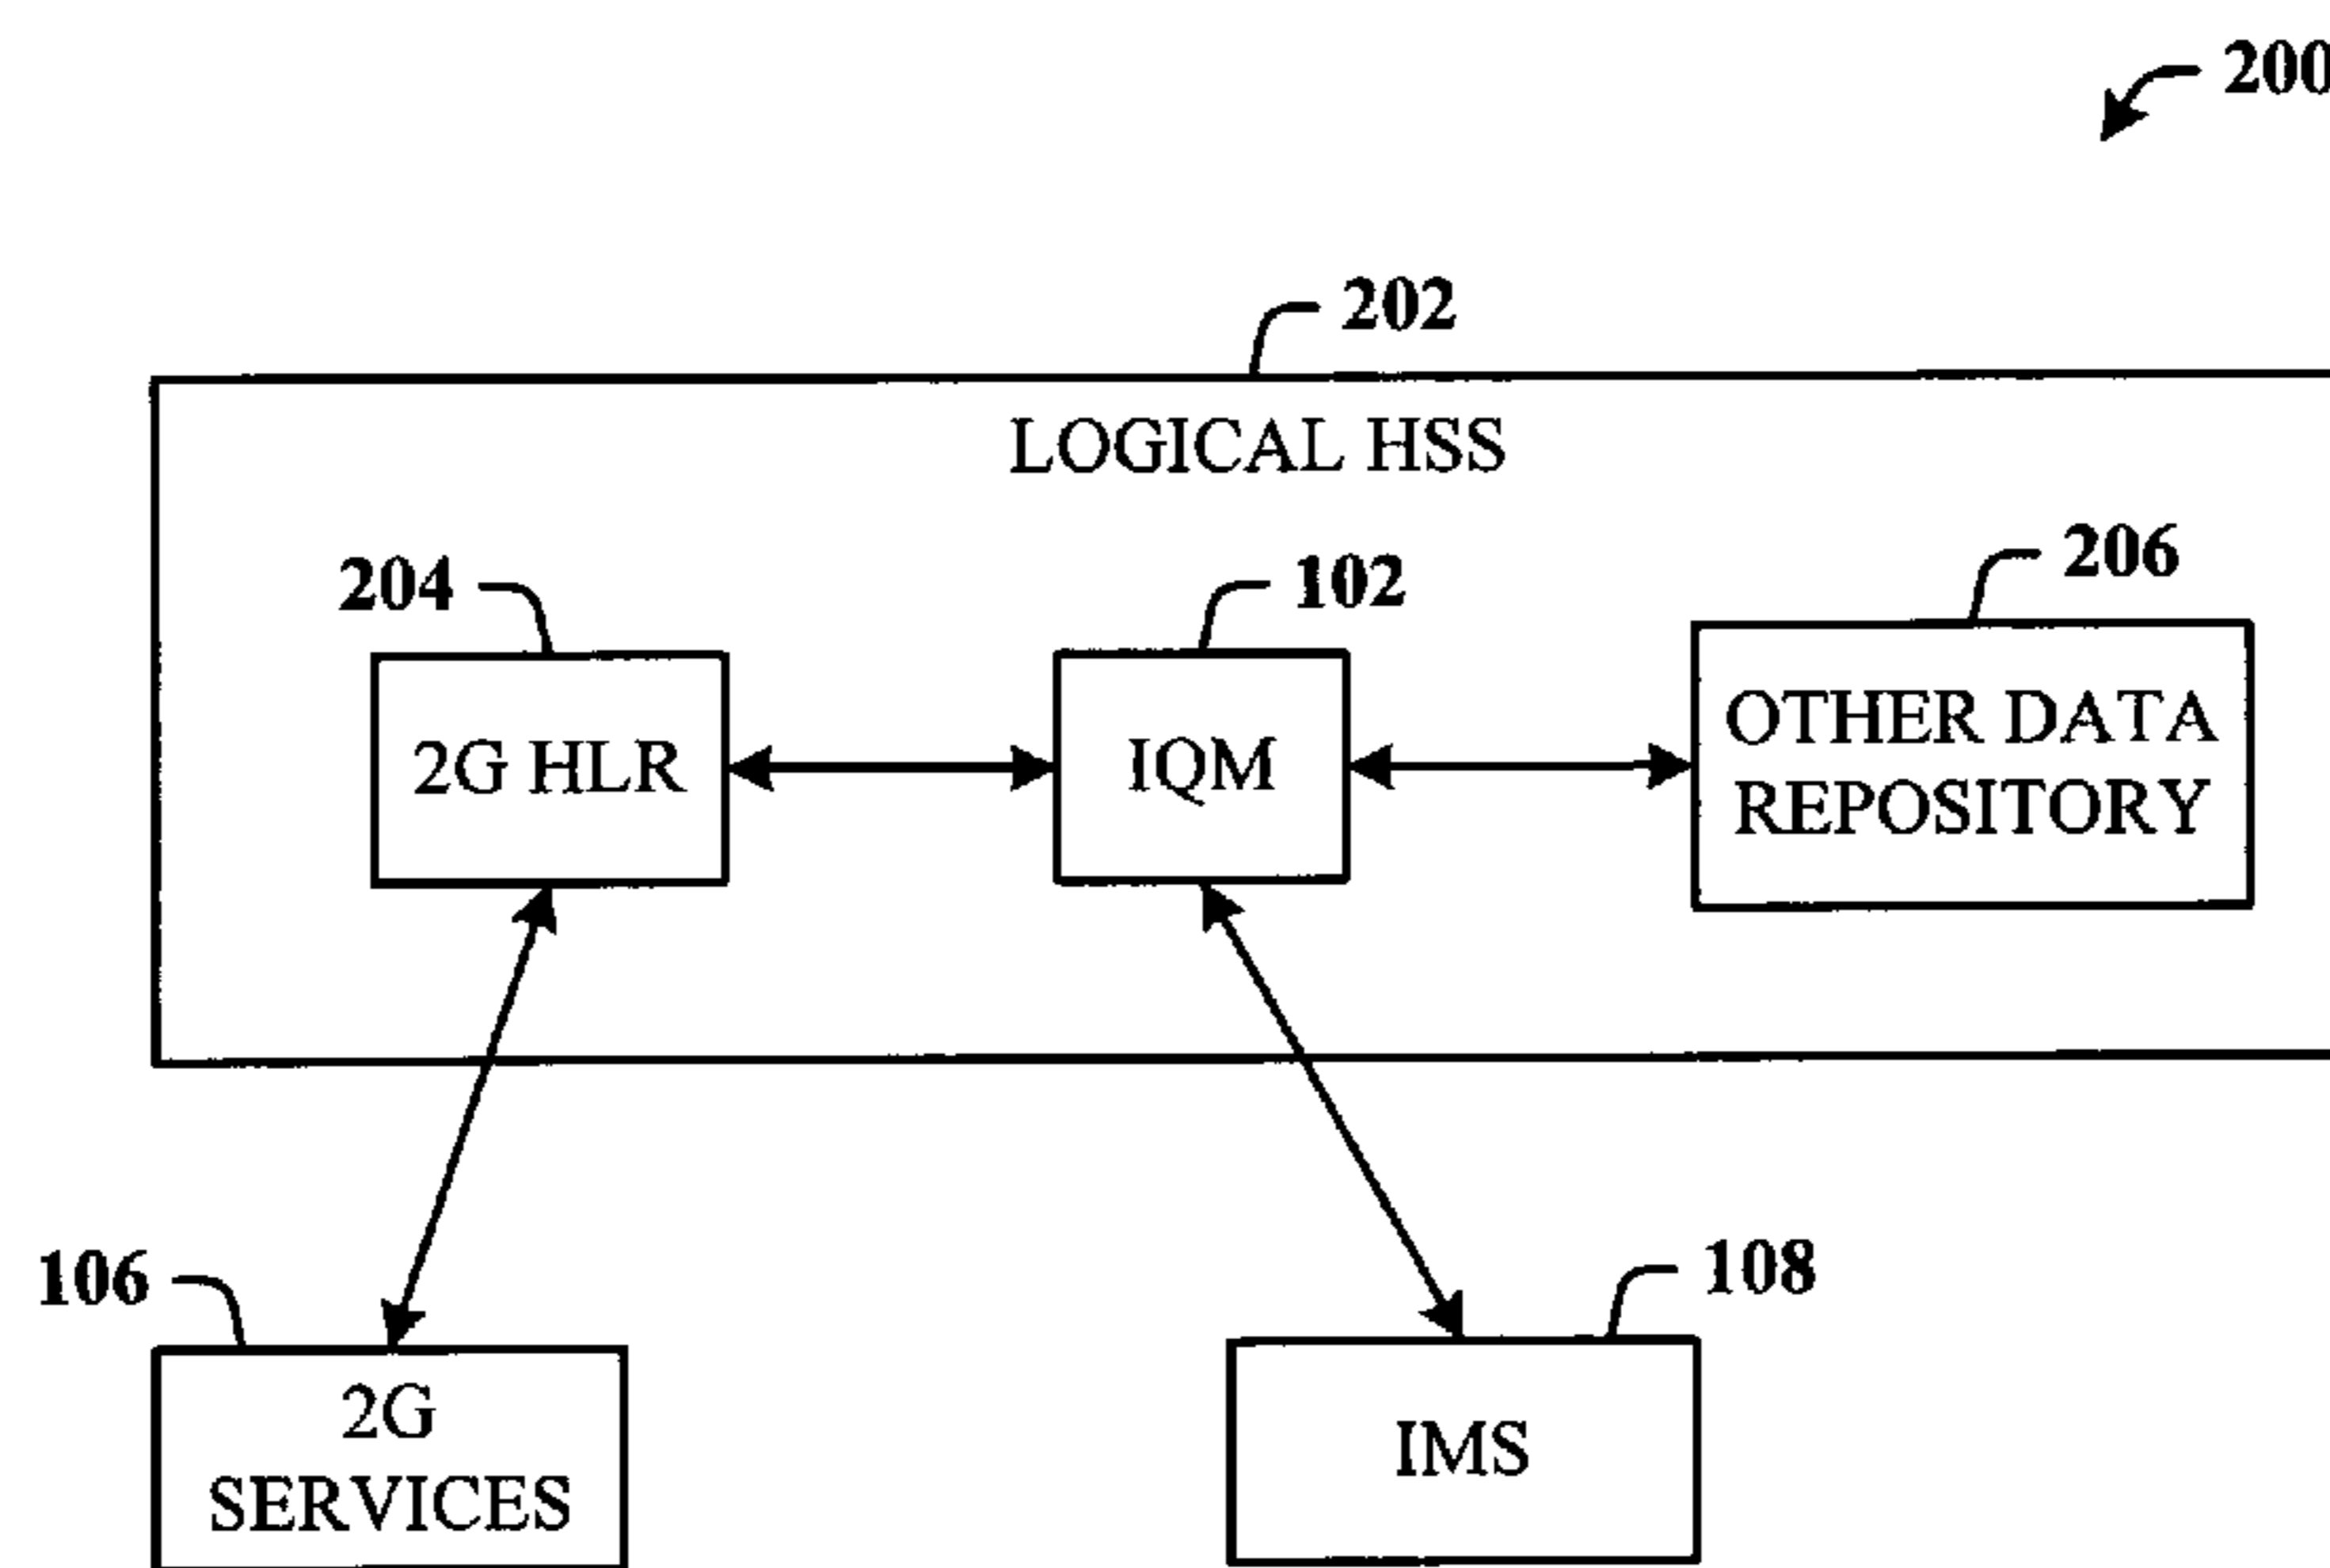 200
202
LOGICAL HSS
204
102
206
2G HLR
IQM
OTHER DATA
REPOSITORY
106
108
2G
SERVICES
IMS